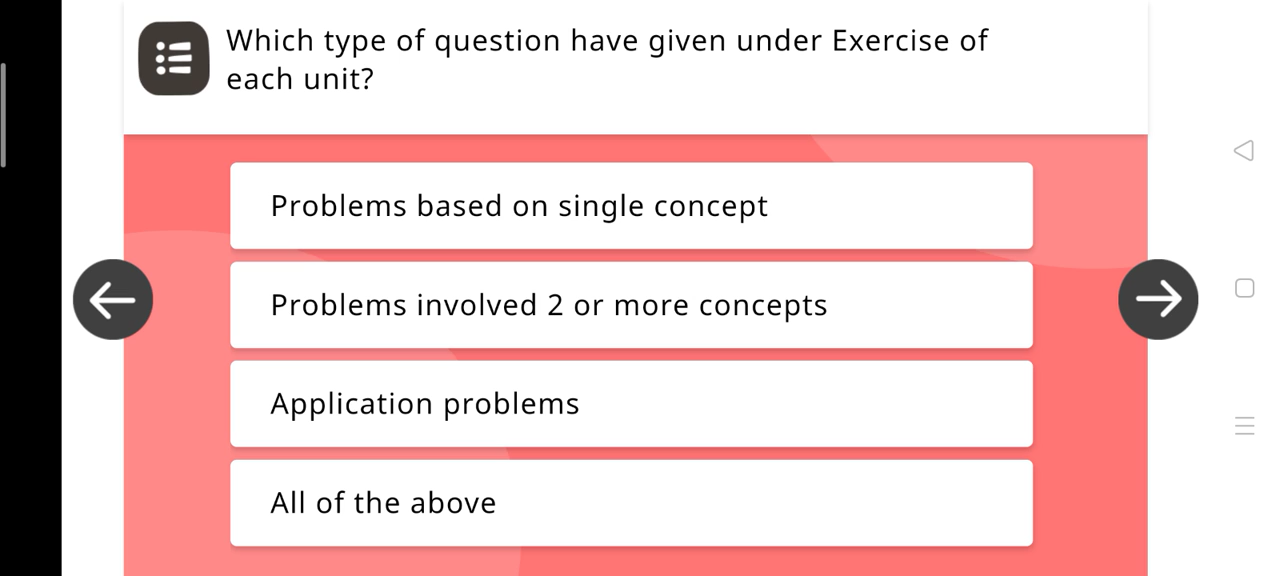 Which type of question have given under Exercise of
each unit?
Problems based on single concept
Problems involved 2 or more concepts
Application problems
All of the above